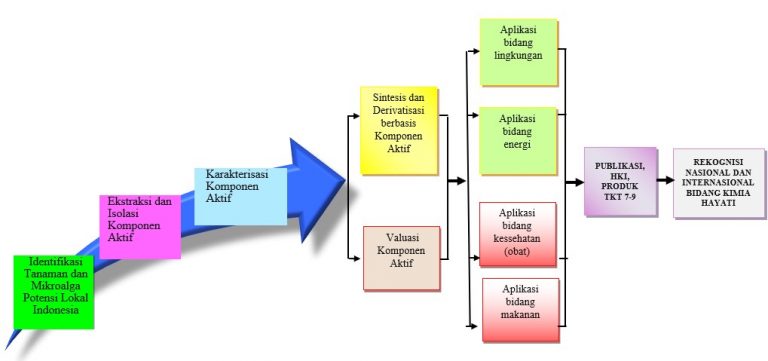 Identifikasi
Tanaman dan
Mikroalga
Potensi Lokal
Indonesia
Ekstraksi dan
Isolasi
Komponen
Aktif
Karakterisasi
Komponen
Aktif
Sintesis dan
Derivatisasi
berbasis
Komponen
Aktif
Valuasi
Komponen
Aktif
Aplikasi
bidang
lingkungan
Aplikasi
bidang
energi
Aplikasi
bidang
kessehatan
(obat)
Aplikasi
bidang
makanan
PUBLIKASI,
HKI,
PRODUK
TKT 7-9
REKOGNISI
NASIONAL DAN
INTERNASIONAL
BIDANG KIMIA
HAYATI